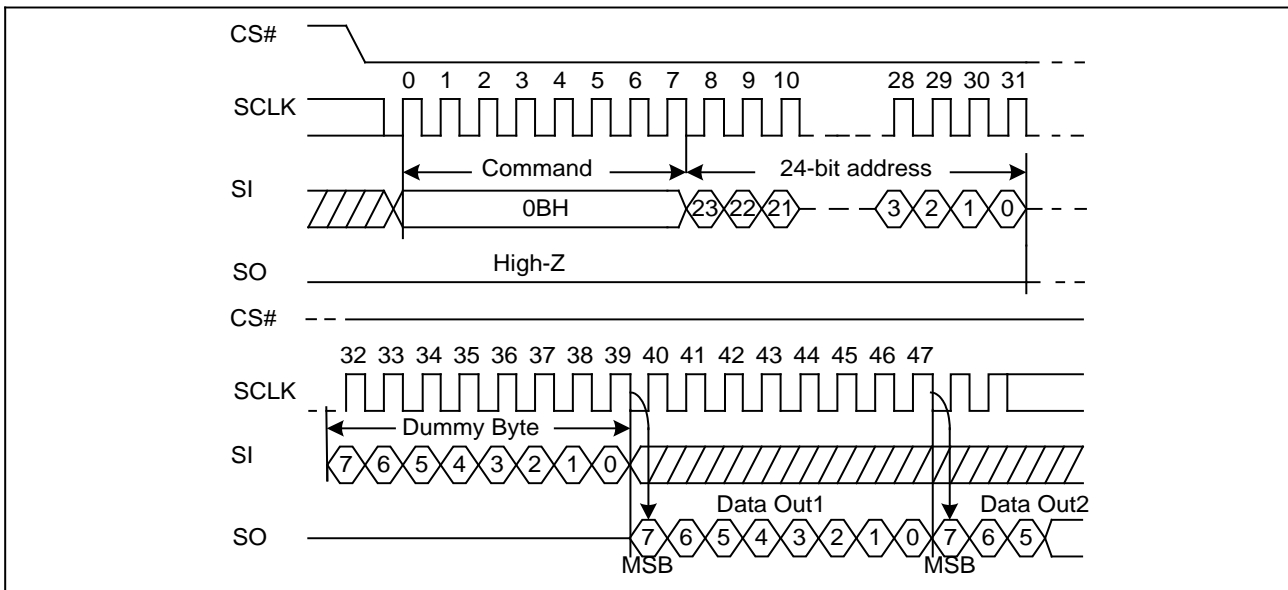 CS#
0 1 2 3 4 5 6 7 8 9 10 28 29 30 31
SCLK
Command 24-bit address
SI
0BH 23 22 21 3 2 1 0
High-Z
SO
CS#
32 33 34 35 36 37 38 39 40 41 42 43 44 45 46 47
SCLK
Dummy Byte
SI
7 6 5 4 3 2 1 0
Data Out1 Data Out2
SO
7 6 5 4 3 2 1 0 7 6 5
MSB MSB